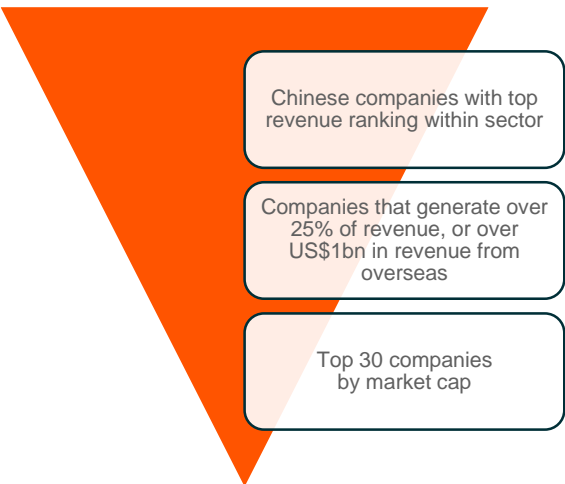 Chinese companies with top
revenue ranking within sector
Companies that generate over
25% of revenue, or over
US$1bn in revenue from
overseas
Top 30 companies
by market cap